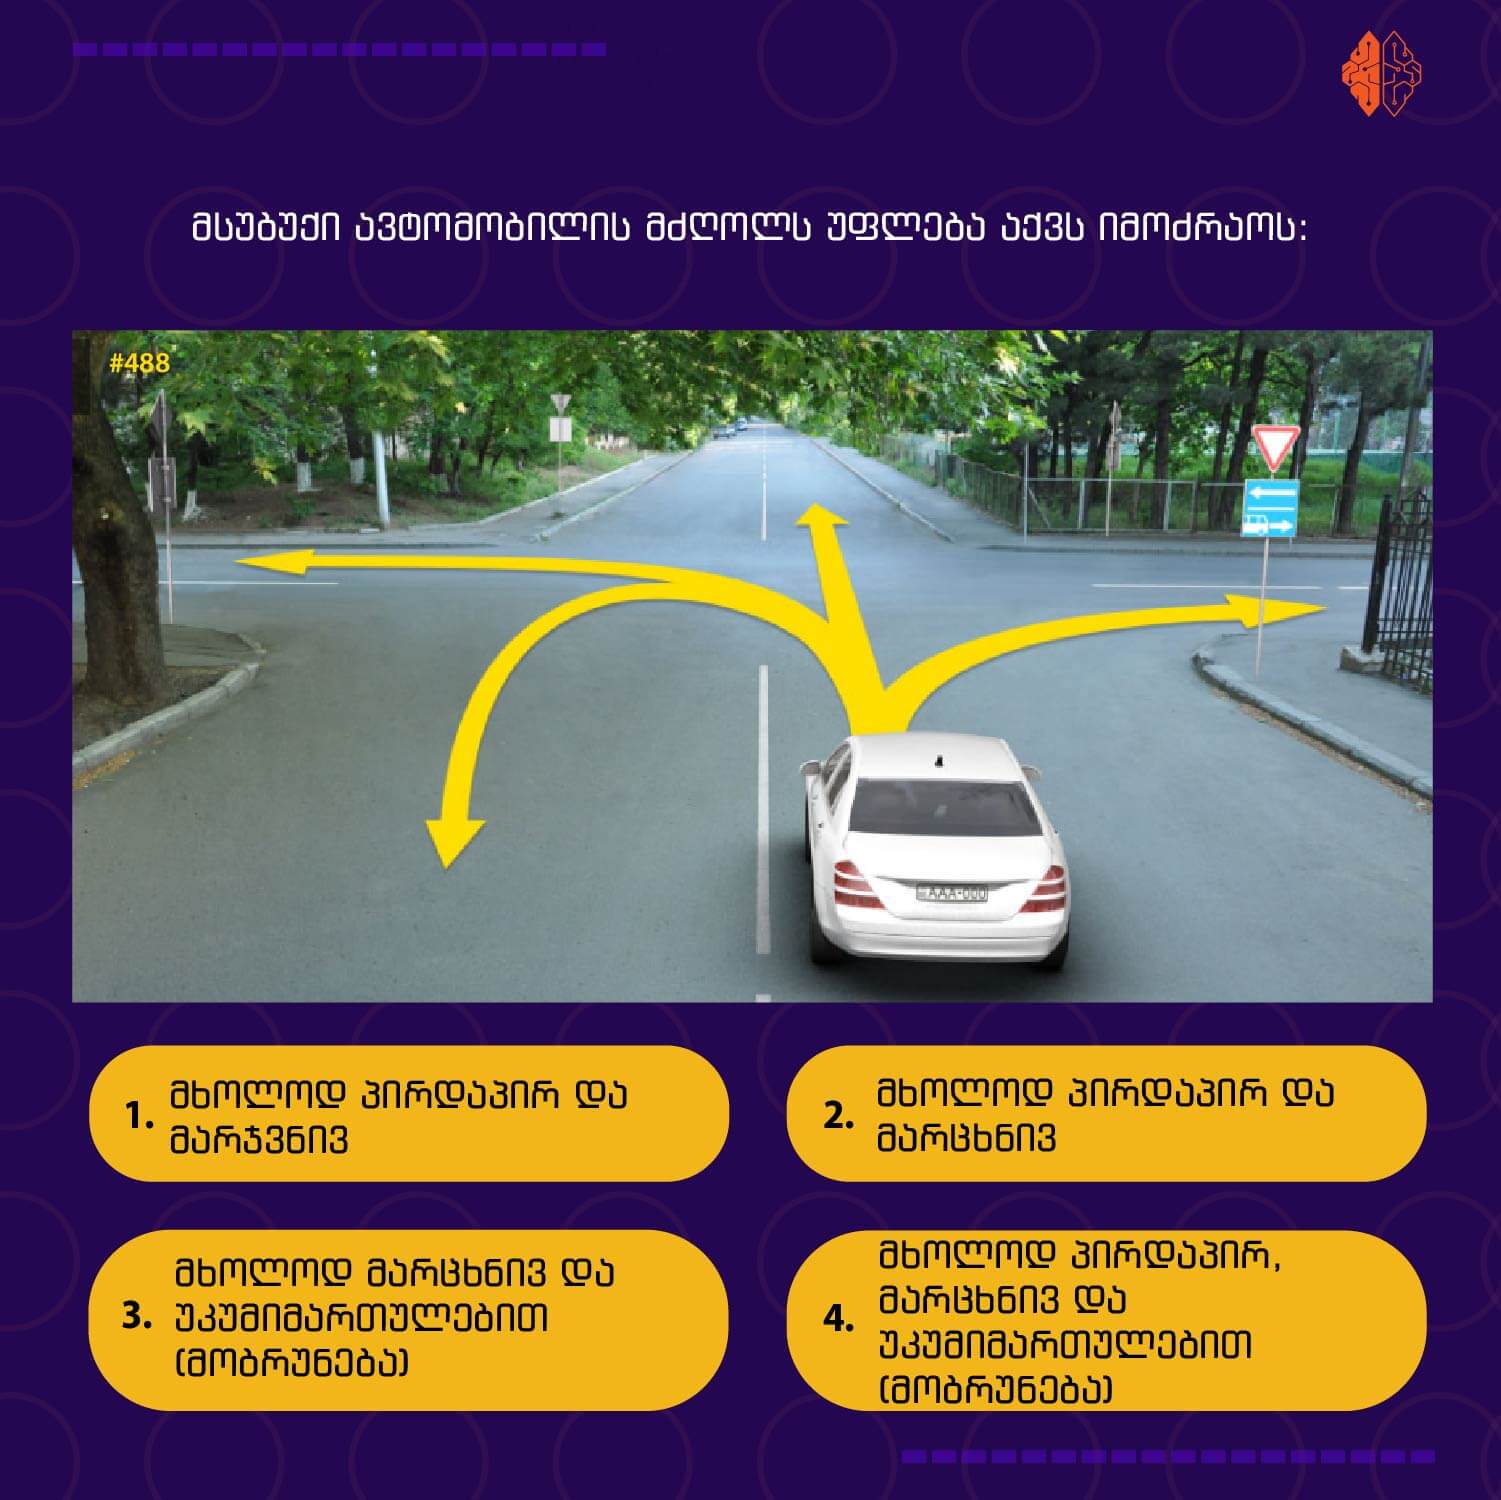 მსუბუქი ავტომობილის მძღოლს უფლება აქვს იმოძრაოს:
#488
AAA-000
1. მხოლოდ პირდაპირ და
მარჯვნივ
2. მხოლოდ პირდაპირ და
მარცხნივ
3. მხოლოდ მარცხნივ და
უკუმიმართულებით
(მობრუნება)
4. მხოლოდ პირდაპირ,
მარცხნივ და
უკუმიმართულებით
(მობრუნება)